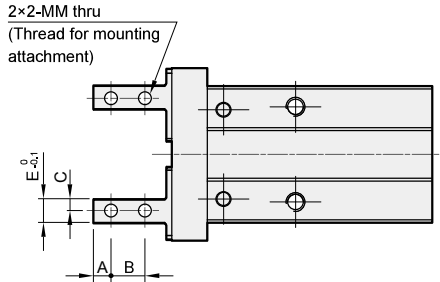 2×2-MM thru
(Thread for mounting
attachment)
E 0 -0.1
C
A
B